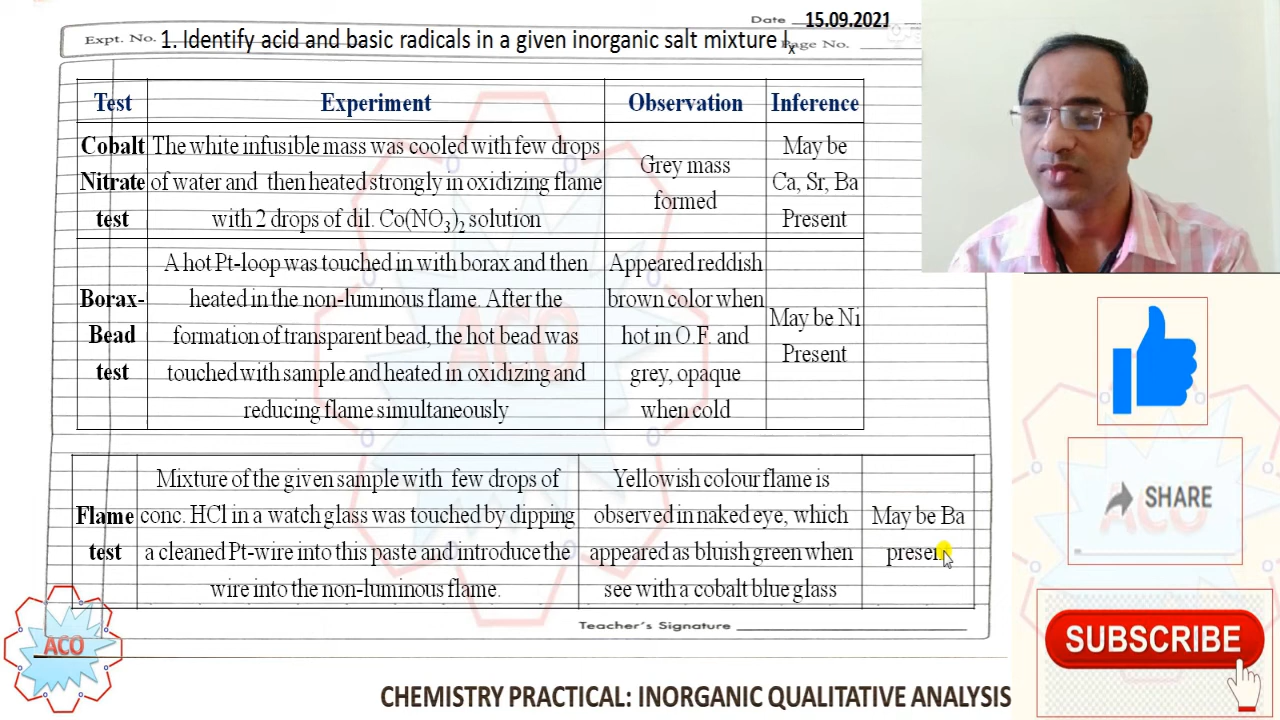 Date 15.09.2021
Expt. No. 1. Identify acid and basic radicals in a given inorganic salt mixture Ix Page No.
Test Experiment Observation Inference
Cobalt Nitrate test
The white infusible mass was cooled with few drops
of water and then heated strongly in oxidizing flame
with 2 drops of dil. Co(NO3)2 solution
Grey mass
formed
May be
Ca, Sr, Ba
Present
Borax-
Bead
test
A hot Pt-loop was touched in with borax and then
heated in the non-luminous flame. After the
formation of transparent bead, the hot bead was
touched with sample and heated in oxidizing and
reducing flame simultaneously
Appeared reddish
brown color when
hot in O.F. and
grey, opaque
when cold
May be Ni
Present
Flame
test
Mixture of the given sample with few drops of
conc. HCl in a watch glass was touched by dipping
a cleaned Pt-wire into this paste and introduce the
wire into the non-luminous flame.
Yellowish colour flame is
observed in naked eye, which
appeared as bluish green when
see with a cobalt blue glass
May be Ba
present
Teacher's Signature
ACO
ACO
SHARE
SUBSCRIBE
CHEMISTRY PRACTICAL: INORGANIC QUALITATIVE ANALYSIS